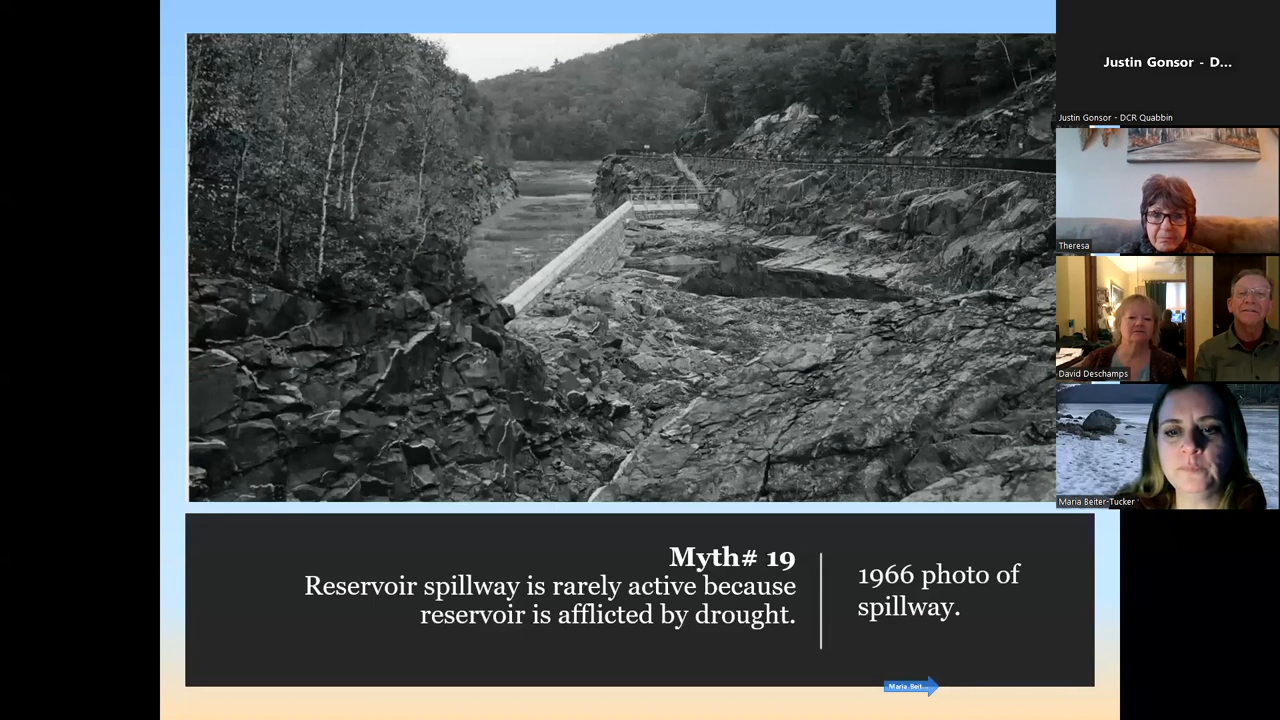 Justin Gonsor - D...
Justin Gonsor - DCR Quabbin
Theresa
David Deschamps
Maria Beiter-Tucker
Myth# 19
Reservoir spillway is rarely active because
reservoir is afflicted by drought.
1966 photo of
spillway.
Maria Beit...